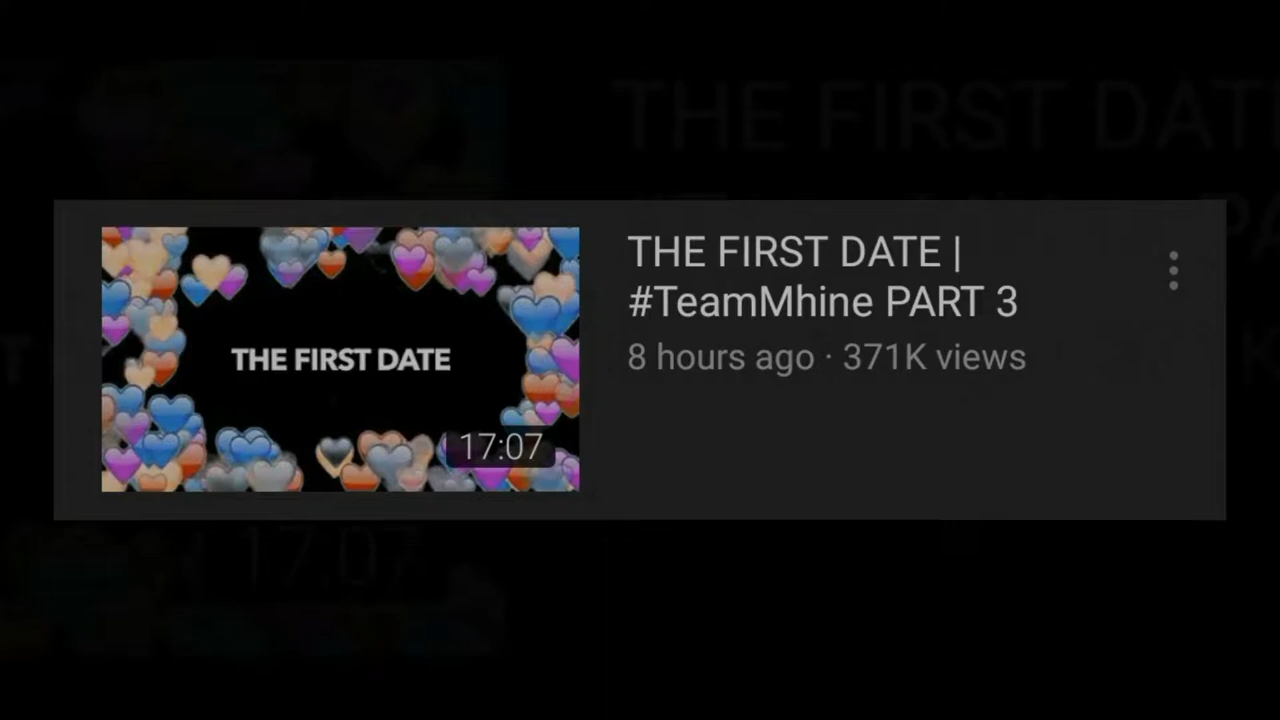 THE FIRST DATE
17:07
THE FIRST DATE |
#TeamMhine PART 3
8 hours ago · 371K views